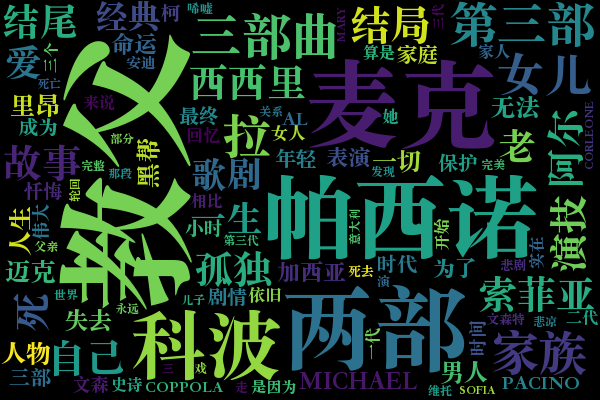 结尾 经典 柯 唏嘘 三部曲 结局 MARY 三代 第三部
爱 三个 命运 安迪 算是 家庭 家人 女儿
死亡 西西里 麦克
里昂 来说 最终 关系 AL 她 无法 CORLEONE
成为 教父 部分 回忆 拉 女人 老 阿尔
故事 完整 那段 黑帮 年轻 表演 一切 保护 完美
忏悔 轮回 歌剧 相比 发现
人生 伟大 小时 一生 帕西诺 演技
父亲 第三代 意大利 开始 实在
迈克 孤独 加西亚 死去 时代 为了 悲剧
死 世界 儿子 剧情 依旧 演 索菲亚
失去 永远 科波 两部 一代 文森特 悲凉 二代
人物 自己 三 戏 时间 家族
三部 文森 史诗 COPPOLA 走 是因为 MICHAEL 维托 男人 SOFIA PACINO